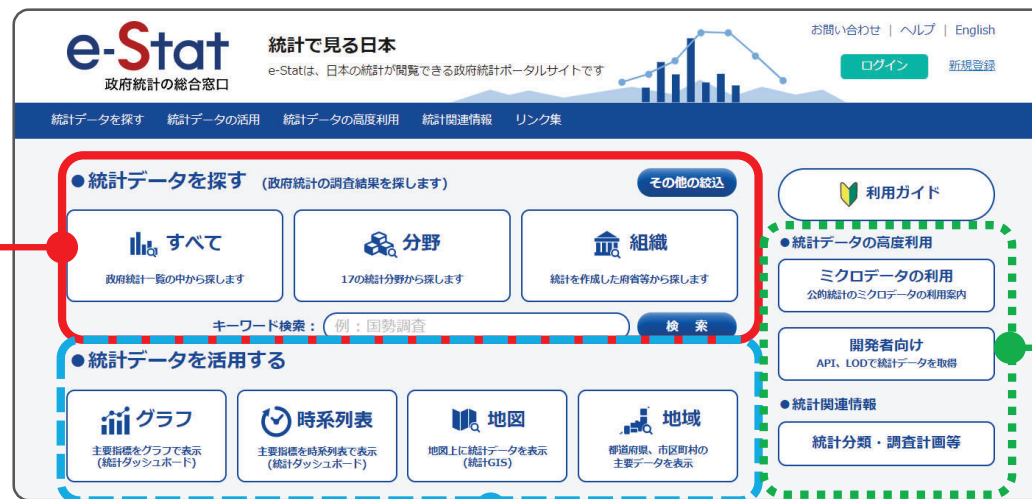 e-Stat
政府統計の総合窓口
統計で見る日本
e-Statは、日本の統計が閲覧できる政府統計ポータルサイトです
お問い合わせ | ヘルプ | English
ログイン
新規登録
統計データを探す 統計データの活用 統計データの高度利用 統計関連情報 リンク集
●統計データを探す (政府統計の調査結果を探します)
その他の絞込
すべて
政府統計一覧の中から探します
分野
17の統計分野から探します
組織
統計を作成した府省等から探します
キーワード検索：
例：国勢調査
検 索
●統計データを活用する
グラフ
主要指標をグラフで表示
(統計ダッシュボード)
時系列表
主要指標を時系列表で表示
(統計ダッシュボード)
地図
地図上に統計データを表示
(統計GIS)
地域
都道府県、市区町村の
主要データを表示
利用ガイド
●統計データの高度利用
ミクロデータの利用
公的統計のミクロデータの利用案内
開発者向け
API、LODで統計データを取得
●統計関連情報
統計分類・調査計画等